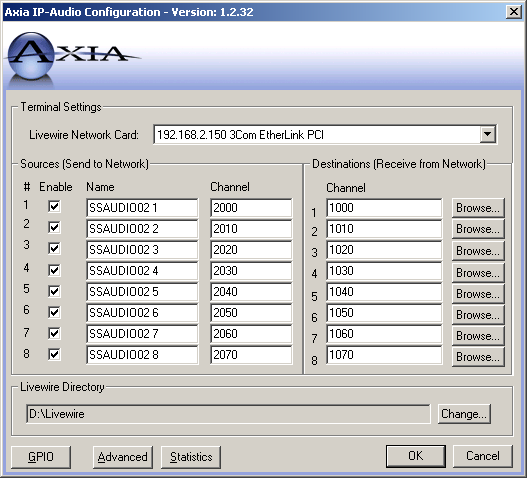 Axia IP-Audio Configuration - Version: 1.2.32
AXIA
Terminal Settings
Livewire Network Card: 192.168.2.150 3Com EtherLink PCI
Sources (Send to Network)
# Enable Name Channel
1 SSAUDIO02 1 2000
2 SSAUDIO02 2 2010
3 SSAUDIO02 3 2020
4 SSAUDIO02 4 2030
5 SSAUDIO02 5 2040
6 SSAUDIO02 6 2050
7 SSAUDIO02 7 2060
8 SSAUDIO02 8 2070
Destinations (Receive from Network)
Channel
1 1000 Browse...
2 1010 Browse...
3 1020 Browse...
4 1030 Browse...
5 1040 Browse...
6 1050 Browse...
7 1060 Browse...
8 1070 Browse...
Livewire Directory
D:\Livewire Change...
GPIO Advanced Statistics OK Cancel